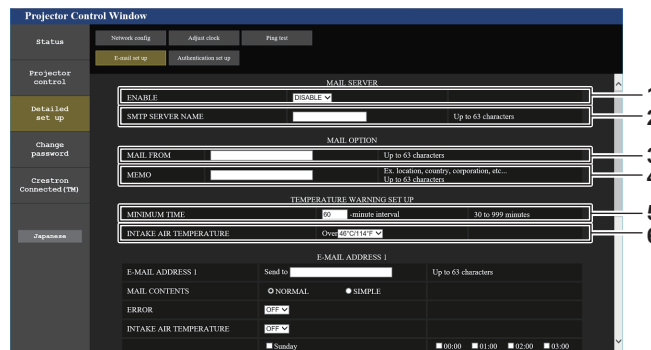 Projector Control Window
Status
Network config
Adjust clock
Ping test
E-mail set up
Authentication set up
Projector control
Detailed set up
Change password
Crestron Connected(TM)
Japanese
MAIL SERVER
ENABLE DISABLE
SMTP SERVER NAME Up to 63 characters
MAIL OPTION
MAIL FROM Up to 63 characters
MEMO Ex. location, country, corporation, etc...
Up to 63 characters
TEMPERATURE WARNING SET UP
MINIMUM TIME 60 -minute interval 30 to 999 minutes
INTAKE AIR TEMPERATURE Over 46°C/114°F
E-MAIL ADDRESS 1
E-MAIL ADDRESS 1 Send to Up to 63 characters
MAIL CONTENTS NORMAL SIMPLE
ERROR OFF
INTAKE AIR TEMPERATURE OFF
Sunday 00:00 01:00 02:00 03:00
1
2
3
4
5
6